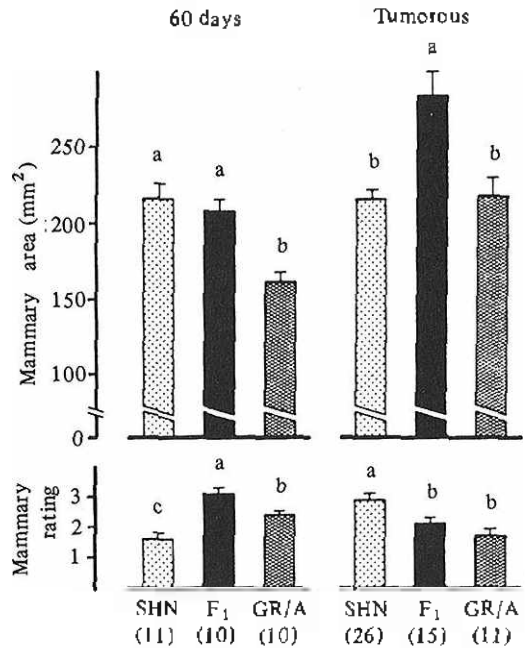 60 days Tumorous
a
a a b b
b
Mammary area (mm²)
250
200
150
100
0
a a
c b b b
Mammary rating
3
2
1
SHN F₁ GR/A SHN F₁ GR/A
(11) (10) (10) (26) (15) (11)